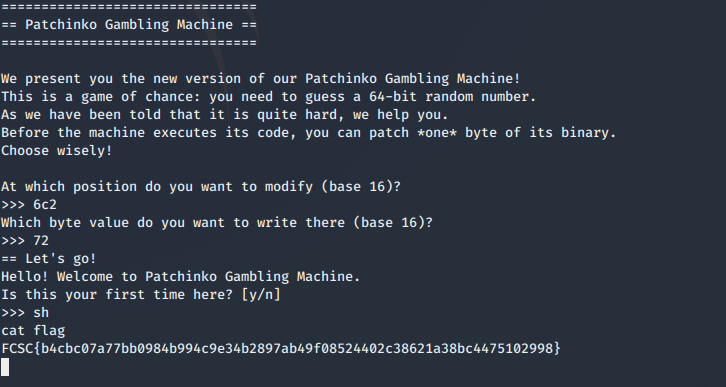 ================================
== Patchinko Gambling Machine ==
================================
We present you the new version of our Patchinko Gambling Machine!
This is a game of chance: you need to guess a 64-bit random number.
As we have been told that it is quite hard, we help you.
Before the machine executes its code, you can patch *one* byte of its binary.
Choose wisely!
At which position do you want to modify (base 16)?
>>> 6c2
Which byte value do you want to write there (base 16)?
>>> 72
== Let's go!
Hello! Welcome to Patchinko Gambling Machine.
Is this your first time here? [y/n]
>>> sh
cat flag
FCSC{b4cbc07a77bb0984b994c9e34b2897ab49f08524402c38621a38bc4475102998}